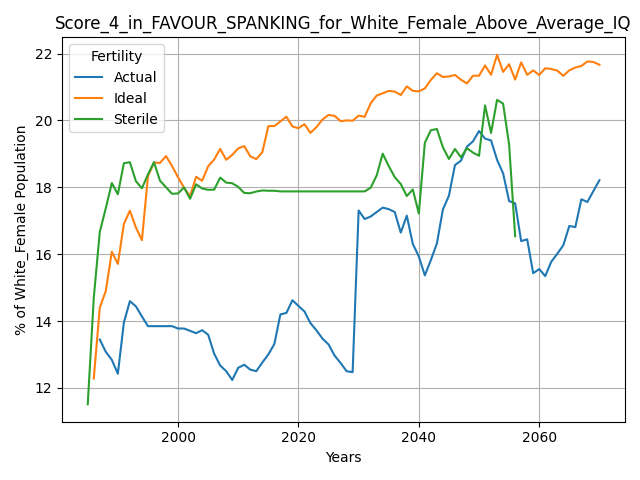 Score_4_in_FAVOUR_SPANKING_for_White_Female_Above_Average_IQ
Fertility
Actual
Ideal
Sterile
% of White_Female Population
22
20
18
16
14
12
2000
2020
2040
2060
Years